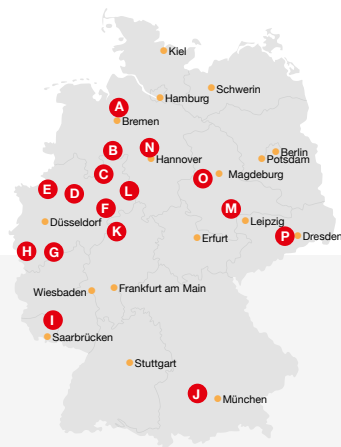 Kiel
Schwerin
Hamburg
A
Bremen
B
N
Hannover
Berlin
Potsdam
C
O
Magdeburg
E
D
L
F
M
Düsseldorf
Leipzig
K
P
Dresden
Erfurt
H
G
Wiesbaden
Frankfurt am Main
I
Saarbrücken
Stuttgart
J
München